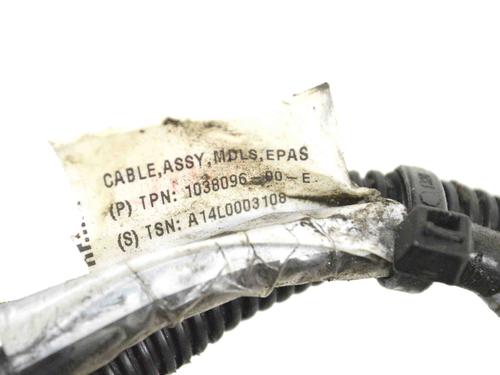 CABLE,ASSY,MDLS,EPAS
(P) TPN: 1038096-00-E.
(S) TSN: A14L0003108